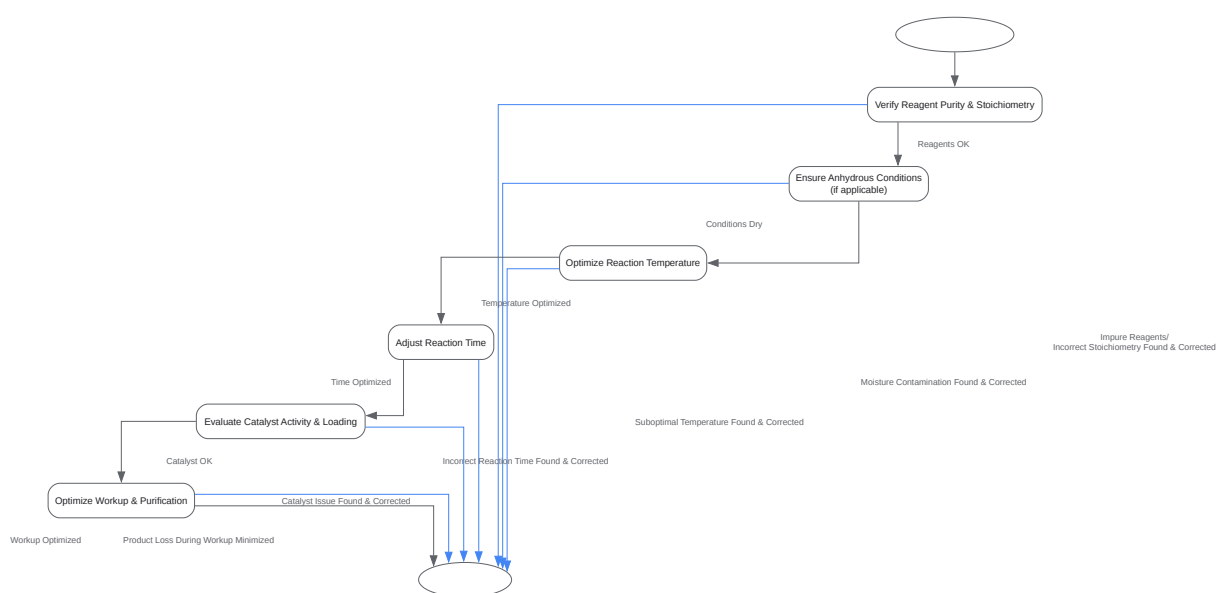 Verify Reagent Purity & Stoichiometry
Reagents OK
Ensure Anhydrous Conditions
(if applicable)
Conditions Dry
Optimize Reaction Temperature
Temperature Optimized
Adjust Reaction Time
Impure Reagents/
Incorrect Stoichiometry Found & Corrected
Time Optimized
Moisture Contamination Found & Corrected
Evaluate Catalyst Activity & Loading
Suboptimal Temperature Found & Corrected
Catalyst OK
Incorrect Reaction Time Found & Corrected
Optimize Workup & Purification
Catalyst Issue Found & Corrected
Workup Optimized
Product Loss During Workup Minimized